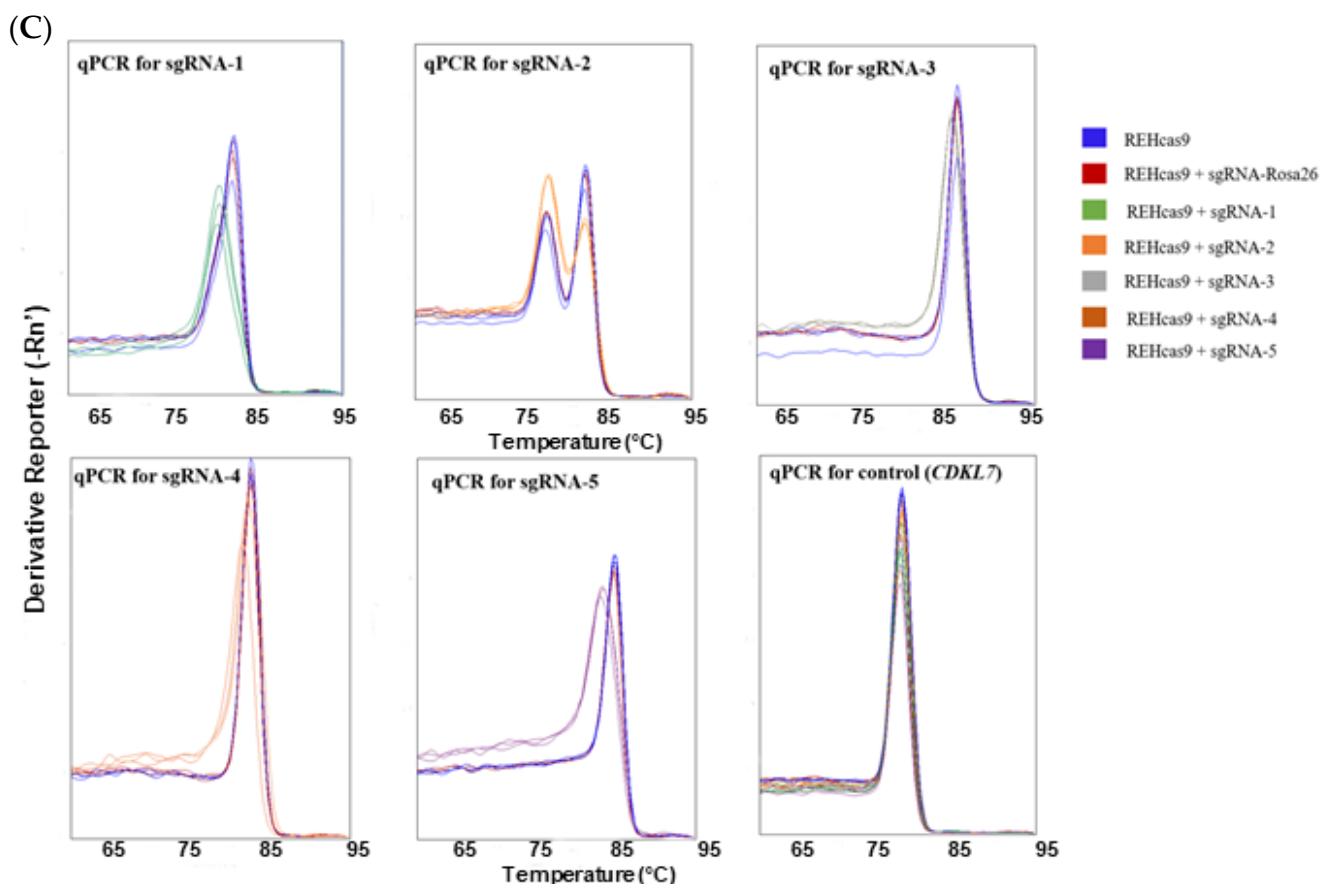 (C)
qPCR for sgRNA-1
qPCR for sgRNA-2
qPCR for sgRNA-3
REHcas9
REHcas9 + sgRNA-Rosa26
REHcas9 + sgRNA-1
REHcas9 + sgRNA-2
REHcas9 + sgRNA-3
REHcas9 + sgRNA-4
REHcas9 + sgRNA-5
Derivative Reporter (-Rn’)
65 75 85 95
65 75 85 95
65 75 85 95
Temperature (°C)
qPCR for sgRNA-4
qPCR for sgRNA-5
qPCR for control (CDKL7)
65 75 85 95
65 75 85 95
65 75 85 95
Temperature (°C)